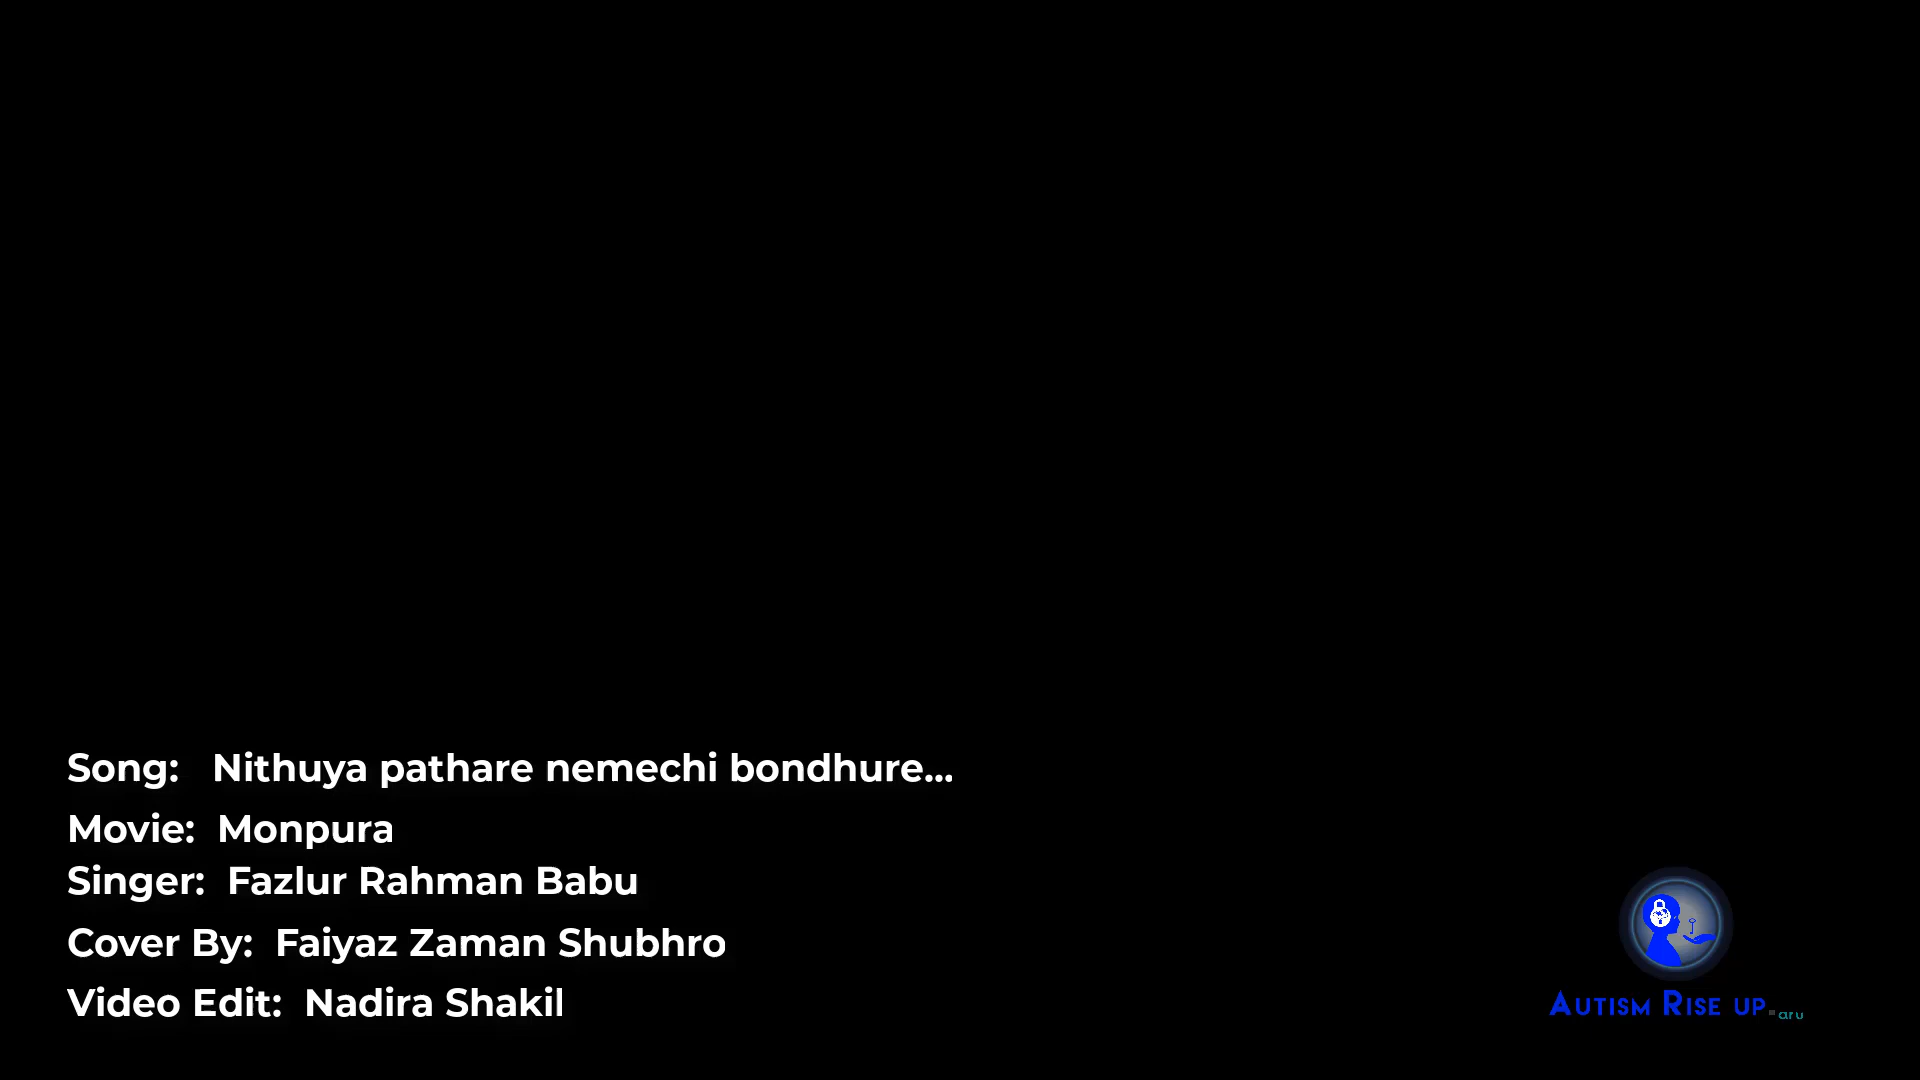 Song: Nithuya pathare nemechi bondhure...
Movie: Monpura
Singer: Fazlur Rahman Babu
Cover By: Faiyaz Zaman Shubhro
Video Edit: Nadira Shakil
AUTISM RISE UP.aru